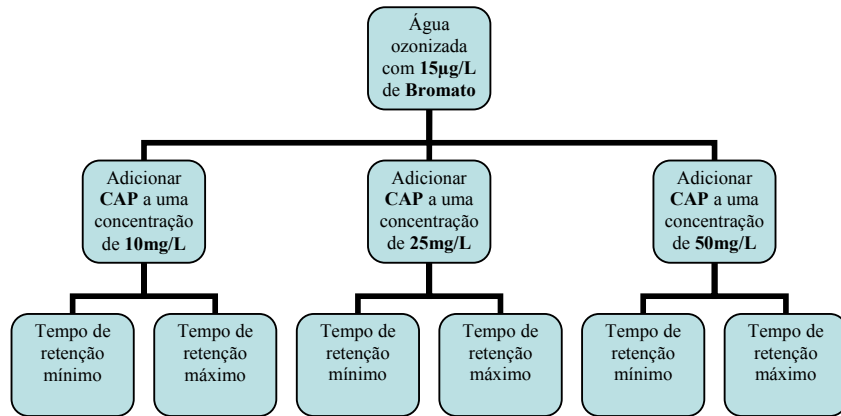 Água
ozonizada
com 15µg/L
de Bromato
Adicionar
CAP a uma
concentração
de 10mg/L
Adicionar
CAP a uma
concentração
de 25mg/L
Adicionar
CAP a uma
concentração
de 50mg/L
Tempo de
retenção
mínimo
Tempo de
retenção
máximo
Tempo de
retenção
mínimo
Tempo de
retenção
máximo
Tempo de
retenção
mínimo
Tempo de
retenção
máximo